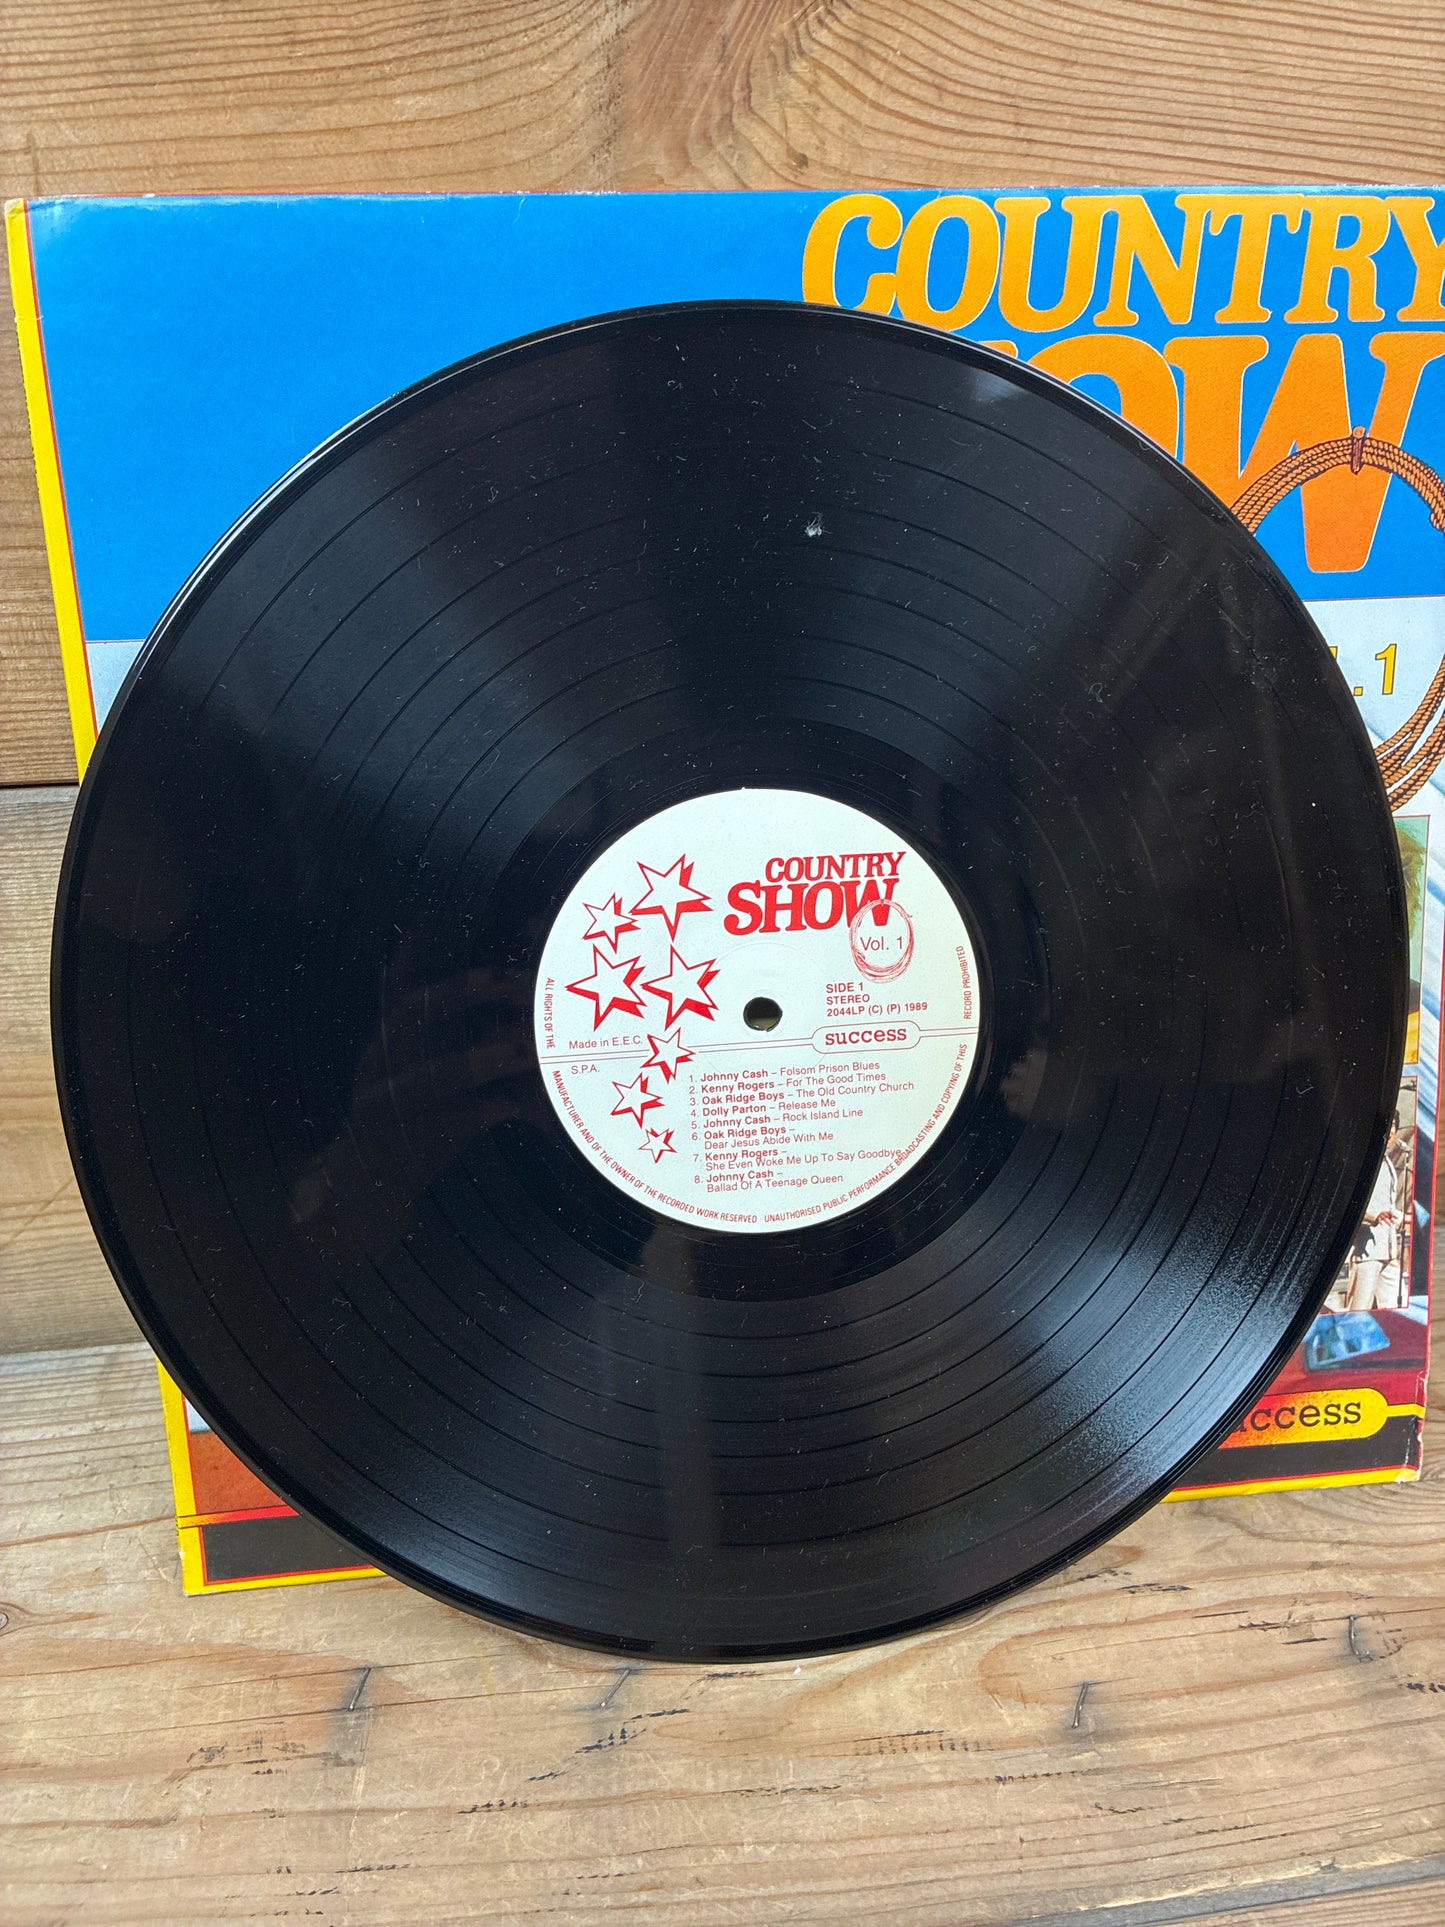 COUNTRY
. 1
COUNTRY
SHOW
Vol. 1
SIDE 1
STEREO
2044LP (C) (P) 1989
success
Made in E.E.C.
S.P.A.
1. Johnny Cash – Folsom Prison Blues
2. Kenny Rogers – For The Good Times
3. Oak Ridge Boys – The Old Country Church
4. Dolly Parton – Release Me
5. Johnny Cash – Rock Island Line
6. Oak Ridge Boys –
Dear Jesus Abide With Me
7. Kenny Rogers –
She Even Woke Me Up To Say Goodbye
8. Johnny Cash –
Ballad Of A Teenage Queen
ALL RIGHTS OF THE MANUFACTURER AND OF THE OWNER OF THE RECORDED WORK RESERVED · UNAUTHORISED PUBLIC PERFORMANCE BROADCASTING AND COPYING OF THIS RECORD PROHIBITED